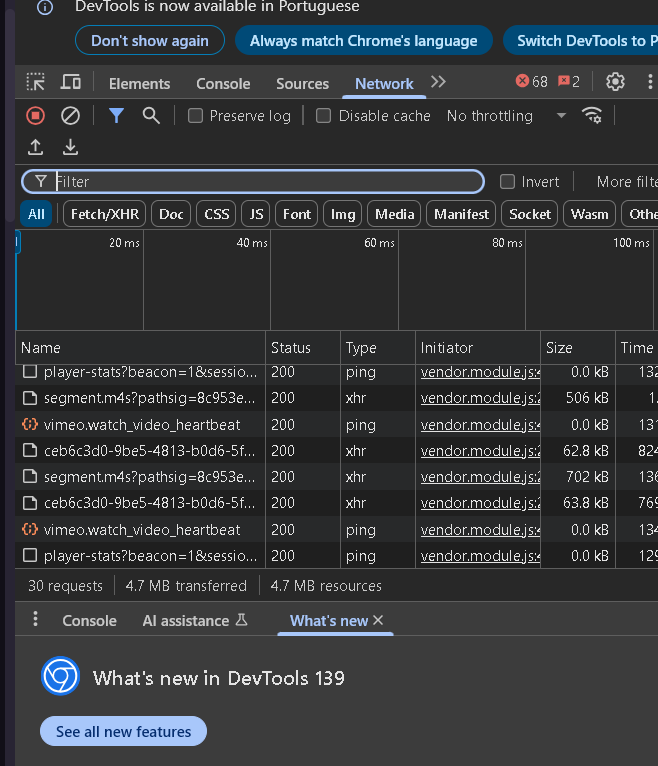 DevTools is now available in Portuguese
Don't show again Always match Chrome's language Switch DevTools to P
Elements Console Sources Network 68 2
Preserve log Disable cache No throttling
Filter Invert More filte
All Fetch/XHR Doc CSS JS Font Img Media Manifest Socket Wasm Othe
20 ms 40 ms 60 ms 80 ms 100 ms
Name Status Type Initiator Size Time
player-stats?beacon=1&sessio... 200 ping vendor.module.js:4 0.0 kB 132
segment.m4s?pathsig=8c953e... 200 xhr vendor.module.js:2 506 kB 1.
vimeo.watch_video_heartbeat 200 ping vendor.module.js:4 0.0 kB 131
ceb6c3d0-9be5-4813-b0d6-5f... 200 xhr vendor.module.js:2 62.8 kB 824
segment.m4s?pathsig=8c953e... 200 xhr vendor.module.js:2 702 kB 136
ceb6c3d0-9be5-4813-b0d6-5f... 200 xhr vendor.module.js:2 63.8 kB 769
vimeo.watch_video_heartbeat 200 ping vendor.module.js:4 0.0 kB 134
player-stats?beacon=1&sessio... 200 ping vendor.module.js:4 0.0 kB 129
30 requests 4.7 MB transferred 4.7 MB resources
Console AI assistance What's new
What's new in DevTools 139
See all new features